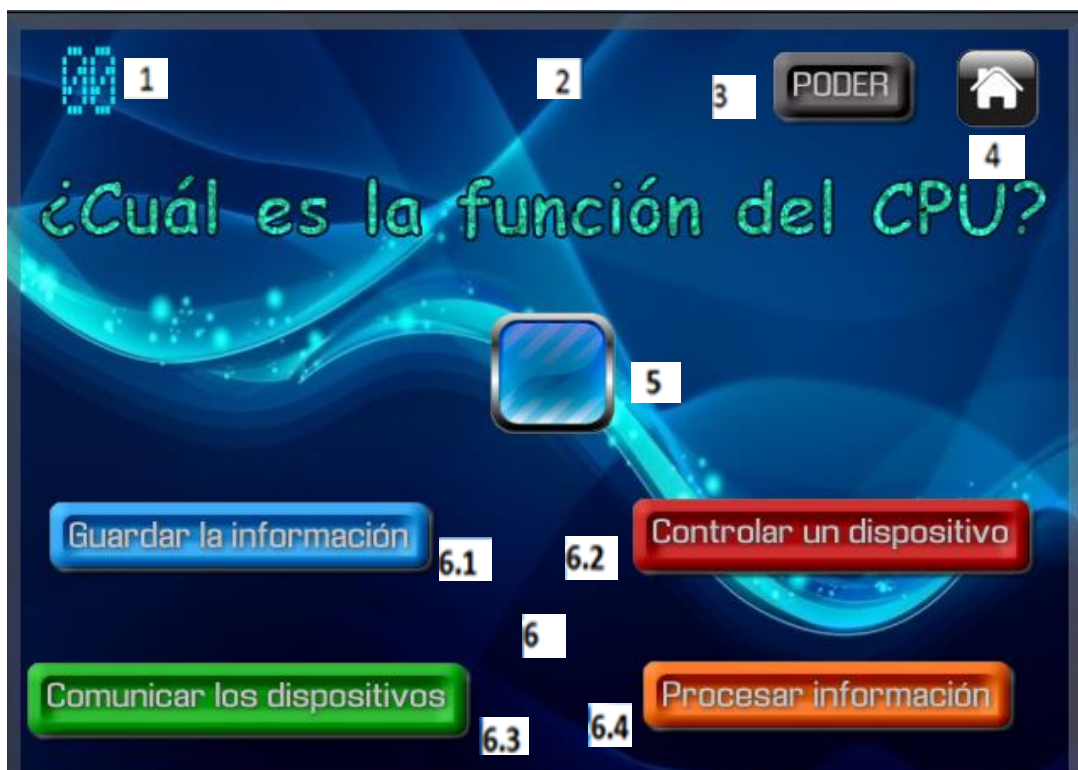 00 1
2
3 PODER
4
¿Cuál es la función del CPU?
5
Guardar la información
6.1
6.2
Controlar un dispositivo
6
Comunicar los dispositivos
6.3
6.4
Procesar información